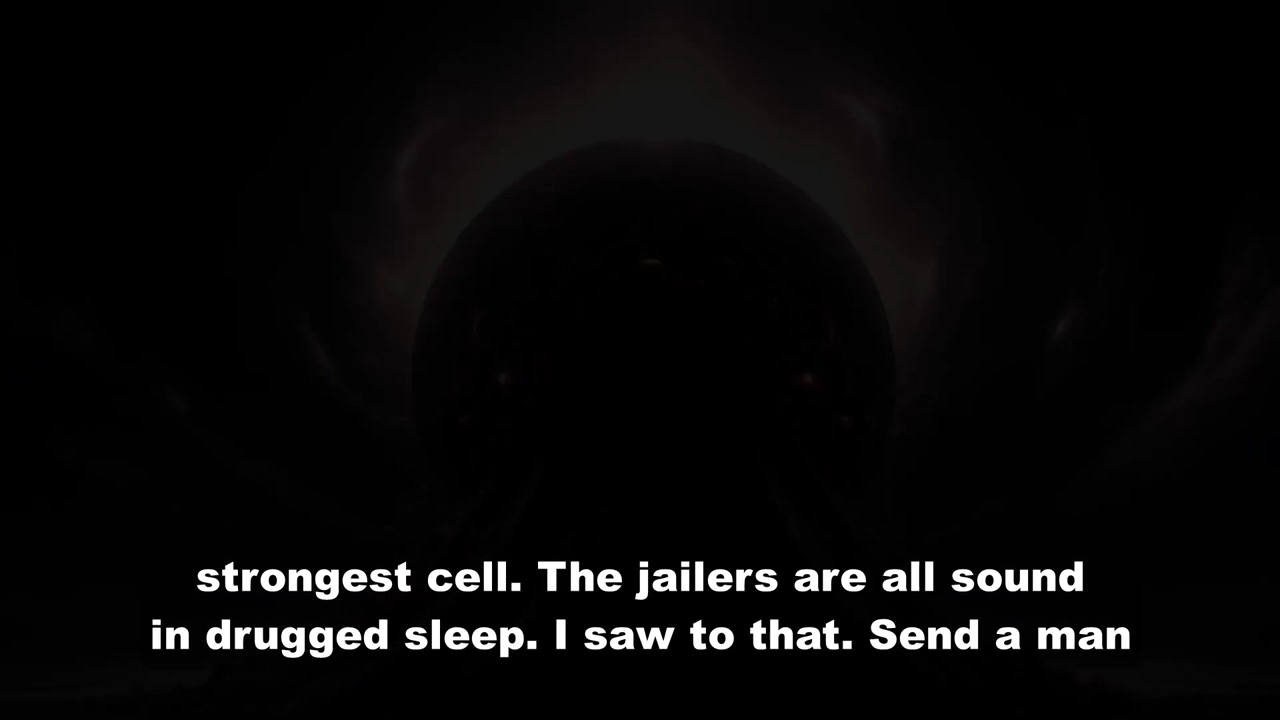 strongest cell. The jailers are all sound
in drugged sleep. I saw to that. Send a man